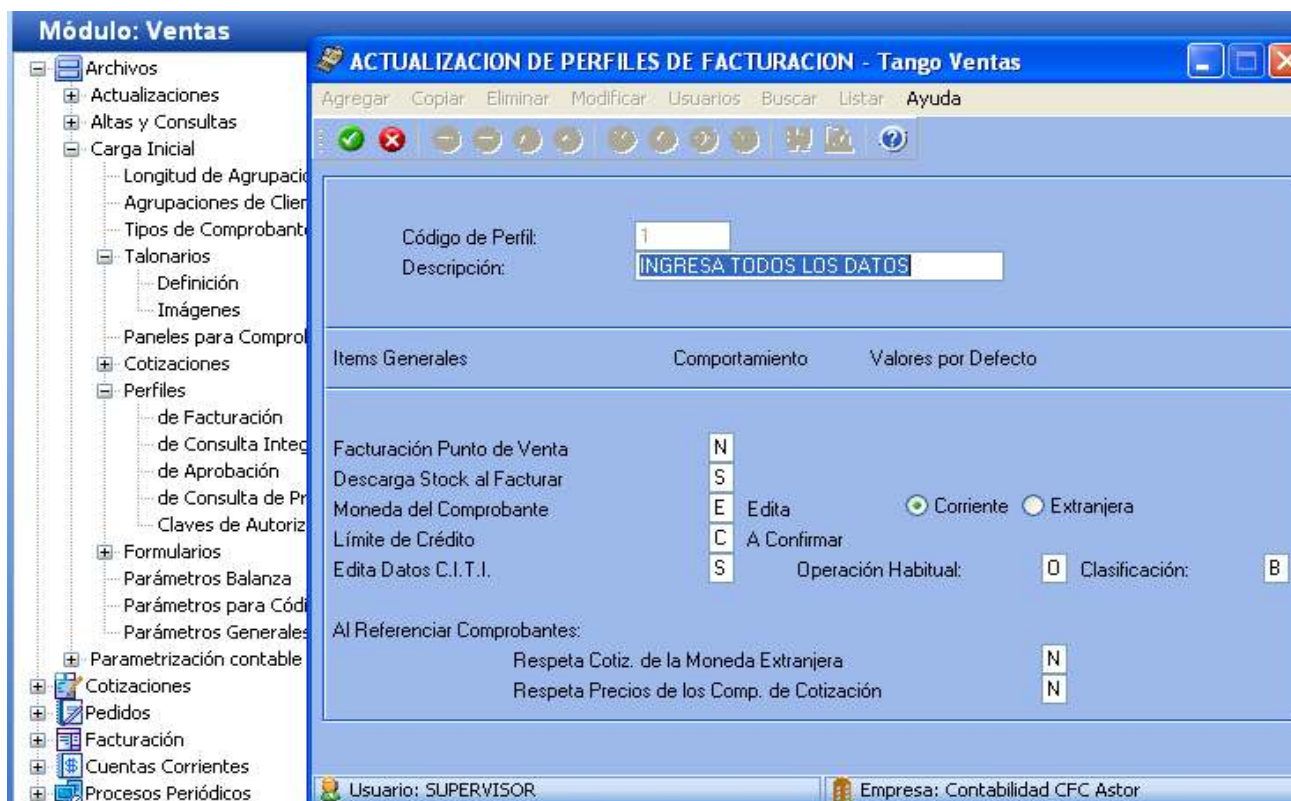 Módulo: Ventas
Archivos
Actualizaciones
Altas y Consultas
Carga Inicial
Longitud de Agrupacio
Agrupaciones de Clien
Tipos de Comprobante
Talonarios
Definición
Imágenes
Paneles para Comprob
Cotizaciones
Perfiles
de Facturación
de Consulta Integ
de Aprobación
de Consulta de Pr
Claves de Autoriz
Formularios
Parámetros Balanza
Parámetros para Códi
Parámetros Generales
Parametrización contable
Cotizaciones
Pedidos
Facturación
Cuentas Corrientes
Procesos Periódicos
ACTUALIZACION DE PERFILES DE FACTURACION - Tango Ventas
Agregar Copiar Eliminar Modificar Usuarios Buscar Listar Ayuda
Código de Perfil: 1
Descripción: INGRESA TODOS LOS DATOS
Items Generales Comportamiento Valores por Defecto
Facturación Punto de Venta N
Descarga Stock al Facturar S
Moneda del Comprobante E Edita Corriente Extranjera
Límite de Crédito C A Confirmar
Edita Datos C.I.T.I. S Operación Habitual: O Clasificación: B
Al Referenciar Comprobantes:
Respeta Cotiz. de la Moneda Extranjera N
Respeta Precios de los Comp. de Cotización N
Usuario: SUPERVISOR Empresa: Contabilidad CFC Astor